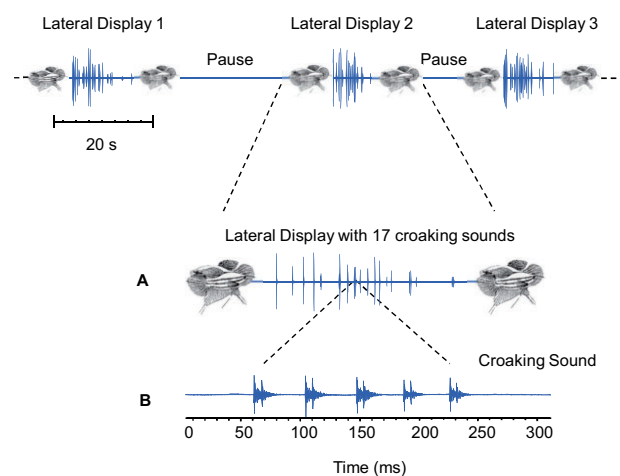 Lateral Display 1
Lateral Display 2
Lateral Display 3
Pause
Pause
20 s
Lateral Display with 17 croaking sounds
A
Croaking Sound
B
0 50 100 150 200 250 300
Time (ms)